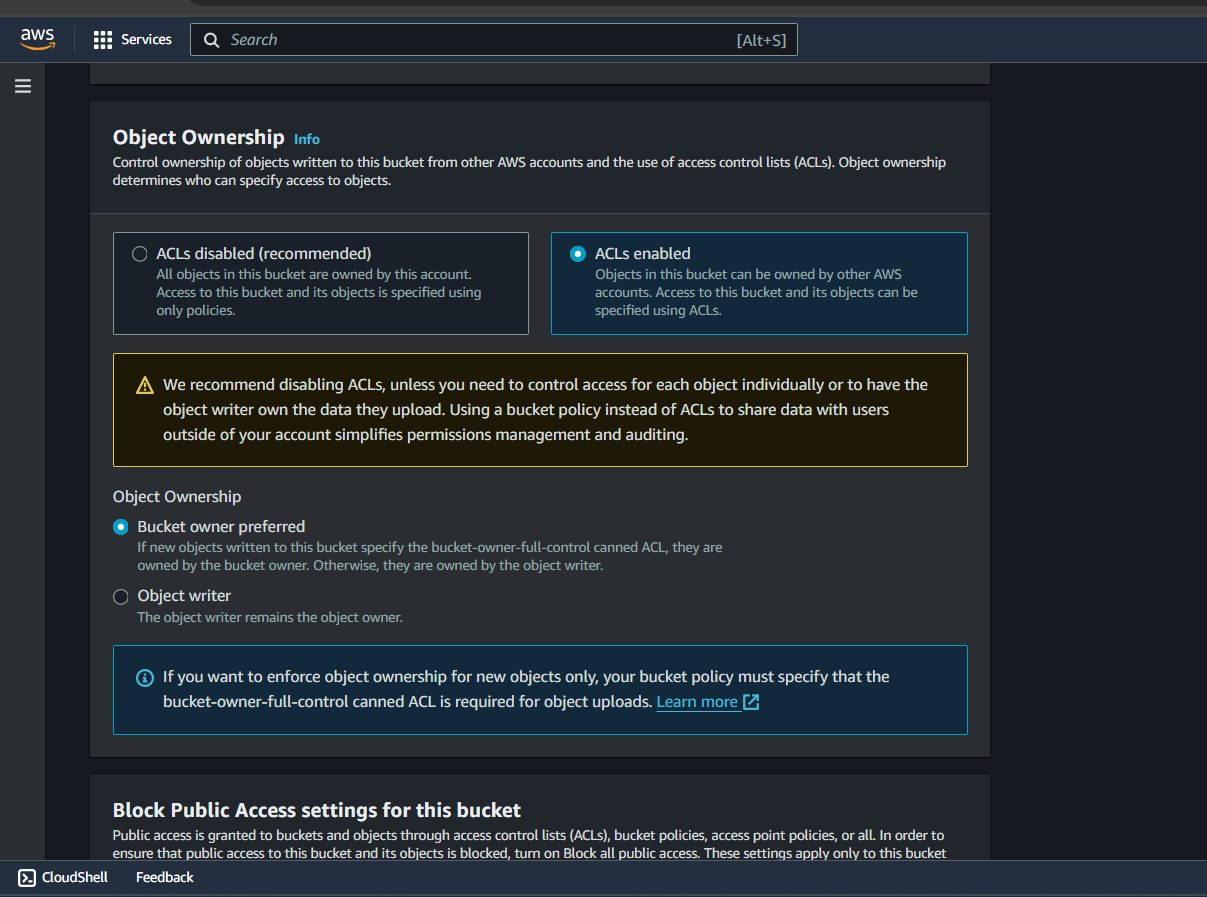 aws
Services
Search
[Alt+S]
Object Ownership Info
Control ownership of objects written to this bucket from other AWS accounts and the use of access control lists (ACLs). Object ownership
determines who can specify access to objects.
ACLs disabled (recommended)
All objects in this bucket are owned by this account.
Access to this bucket and its objects is specified using
only policies.
ACLs enabled
Objects in this bucket can be owned by other AWS
accounts. Access to this bucket and its objects can be
specified using ACLs.
We recommend disabling ACLs, unless you need to control access for each object individually or to have the
object writer own the data they upload. Using a bucket policy instead of ACLs to share data with users
outside of your account simplifies permissions management and auditing.
Object Ownership
Bucket owner preferred
If new objects written to this bucket specify the bucket-owner-full-control canned ACL, they are
owned by the bucket owner. Otherwise, they are owned by the object writer.
Object writer
The object writer remains the object owner.
If you want to enforce object ownership for new objects only, your bucket policy must specify that the
bucket-owner-full-control canned ACL is required for object uploads. Learn more
Block Public Access settings for this bucket
Public access is granted to buckets and objects through access control lists (ACLs), bucket policies, access point policies, or all. In order to
ensure that public access to this bucket and its objects is blocked, turn on Block all public access. These settings apply only to this bucket
CloudShell
Feedback